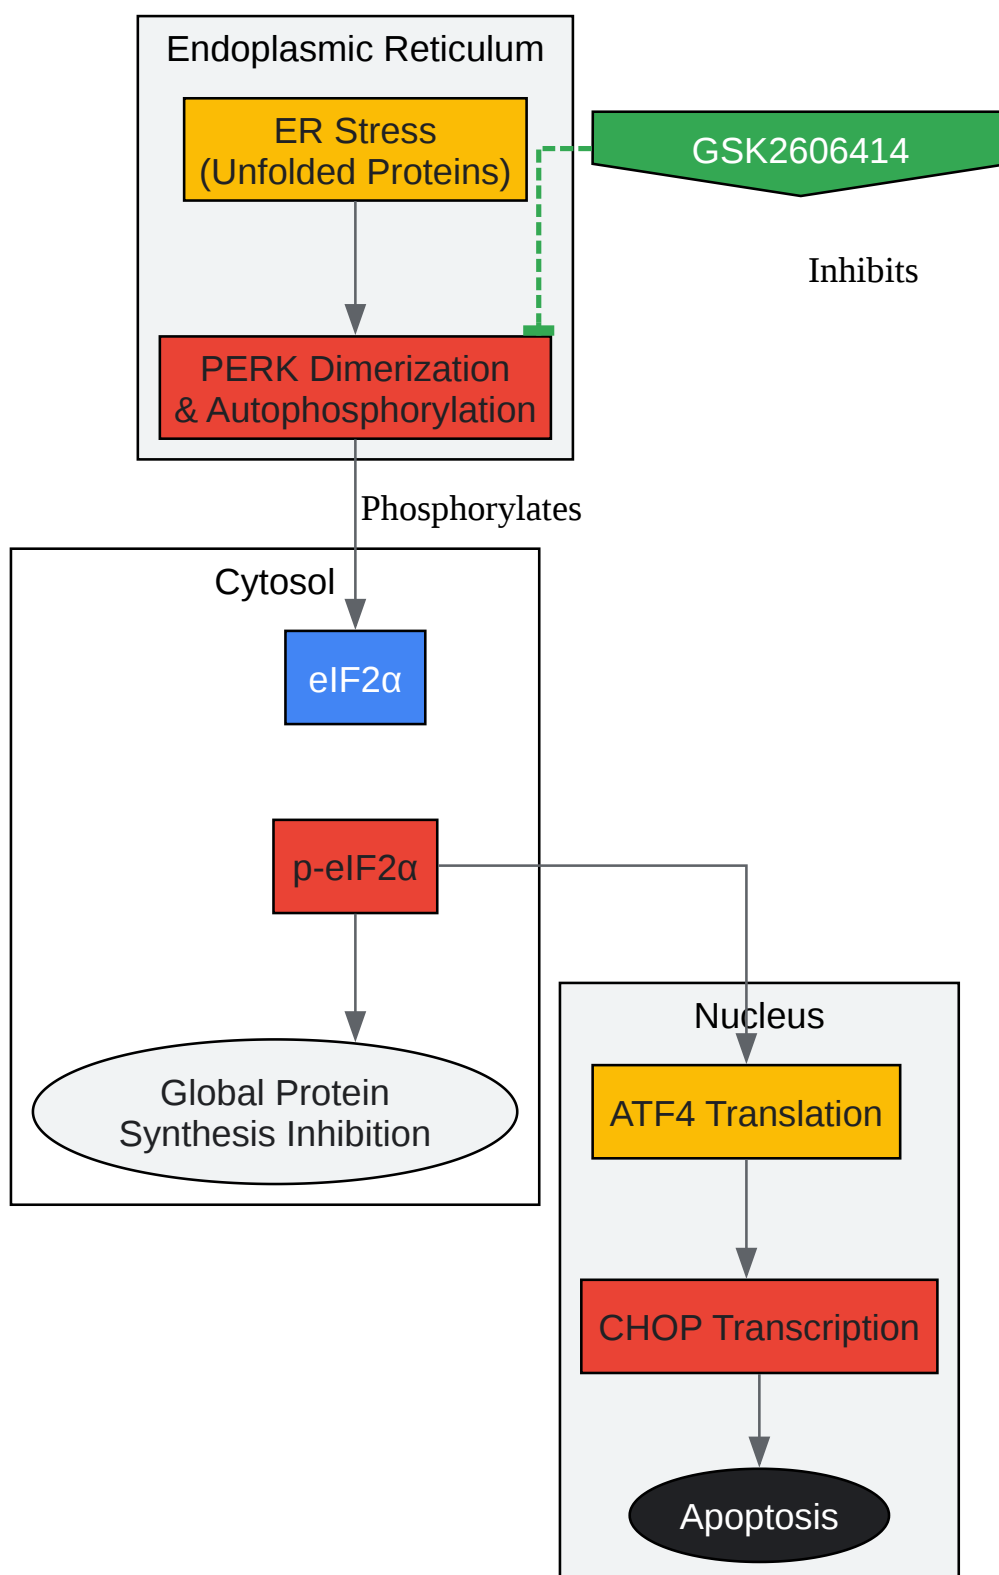 Endoplasmic Reticulum
ER Stress
(Unfolded Proteins)
GSK2606414
Inhibits
PERK Dimerization
& Autophosphorylation
Phosphorylates
Cytosol
eIF2α
p-eIF2α
Global Protein
Synthesis Inhibition
Nucleus
ATF4 Translation
CHOP Transcription
Apoptosis